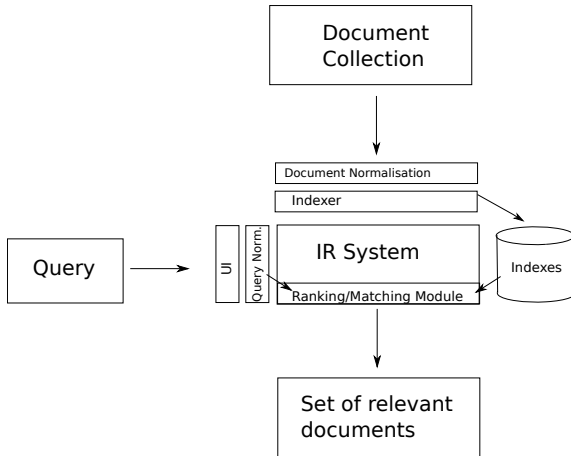 Document
Collection
Document Normalisation
Indexer
Query
UI
Query Norm.
IR System
Ranking/Matching Module
Indexes
Set of relevant
documents